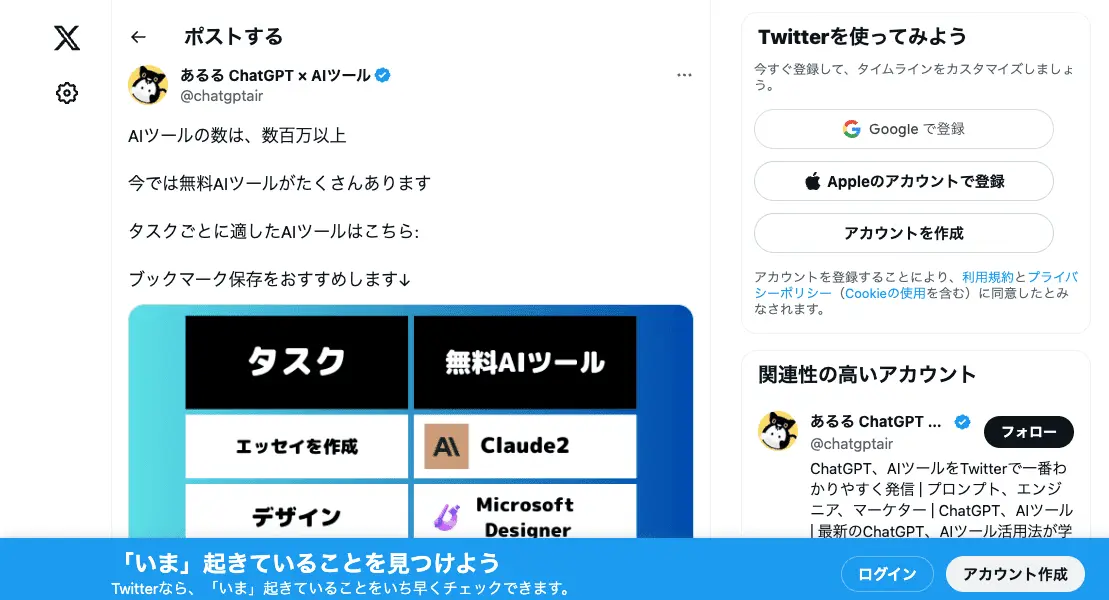 ポストする
あるる ChatGPT × AIツール
@chatgptair
AIツールの数は、数百万以上
今では無料AIツールがたくさんあります
タスクごとに適したAIツールはこちら:
ブックマーク保存をおすすめします↓
タスク
無料AIツール
エッセイを作成
Claude2
デザイン
Microsoft
Designer
Twitterを使ってみよう
今すぐ登録して、タイムラインをカスタマイズしましょ
う。
Google で登録
Appleのアカウントで登録
アカウントを作成
アカウントを登録することにより、利用規約とプライバ
シーポリシー（Cookieの使用を含む）に同意したとみ
なされます。
関連性の高いアカウント
あるる ChatGPT ...
@chatgptair
フォロー
ChatGPT、AIツールをTwitterで一番わ
かりやすく発信 | プロンプト、エンジ
ニア、マーケター | ChatGPT、AIツール
| 最新のChatGPT、AIツール活用法が学
「いま」起きていることを見つけよう
Twitterなら、「いま」起きていることをいち早くチェックできます。
ログイン
アカウント作成